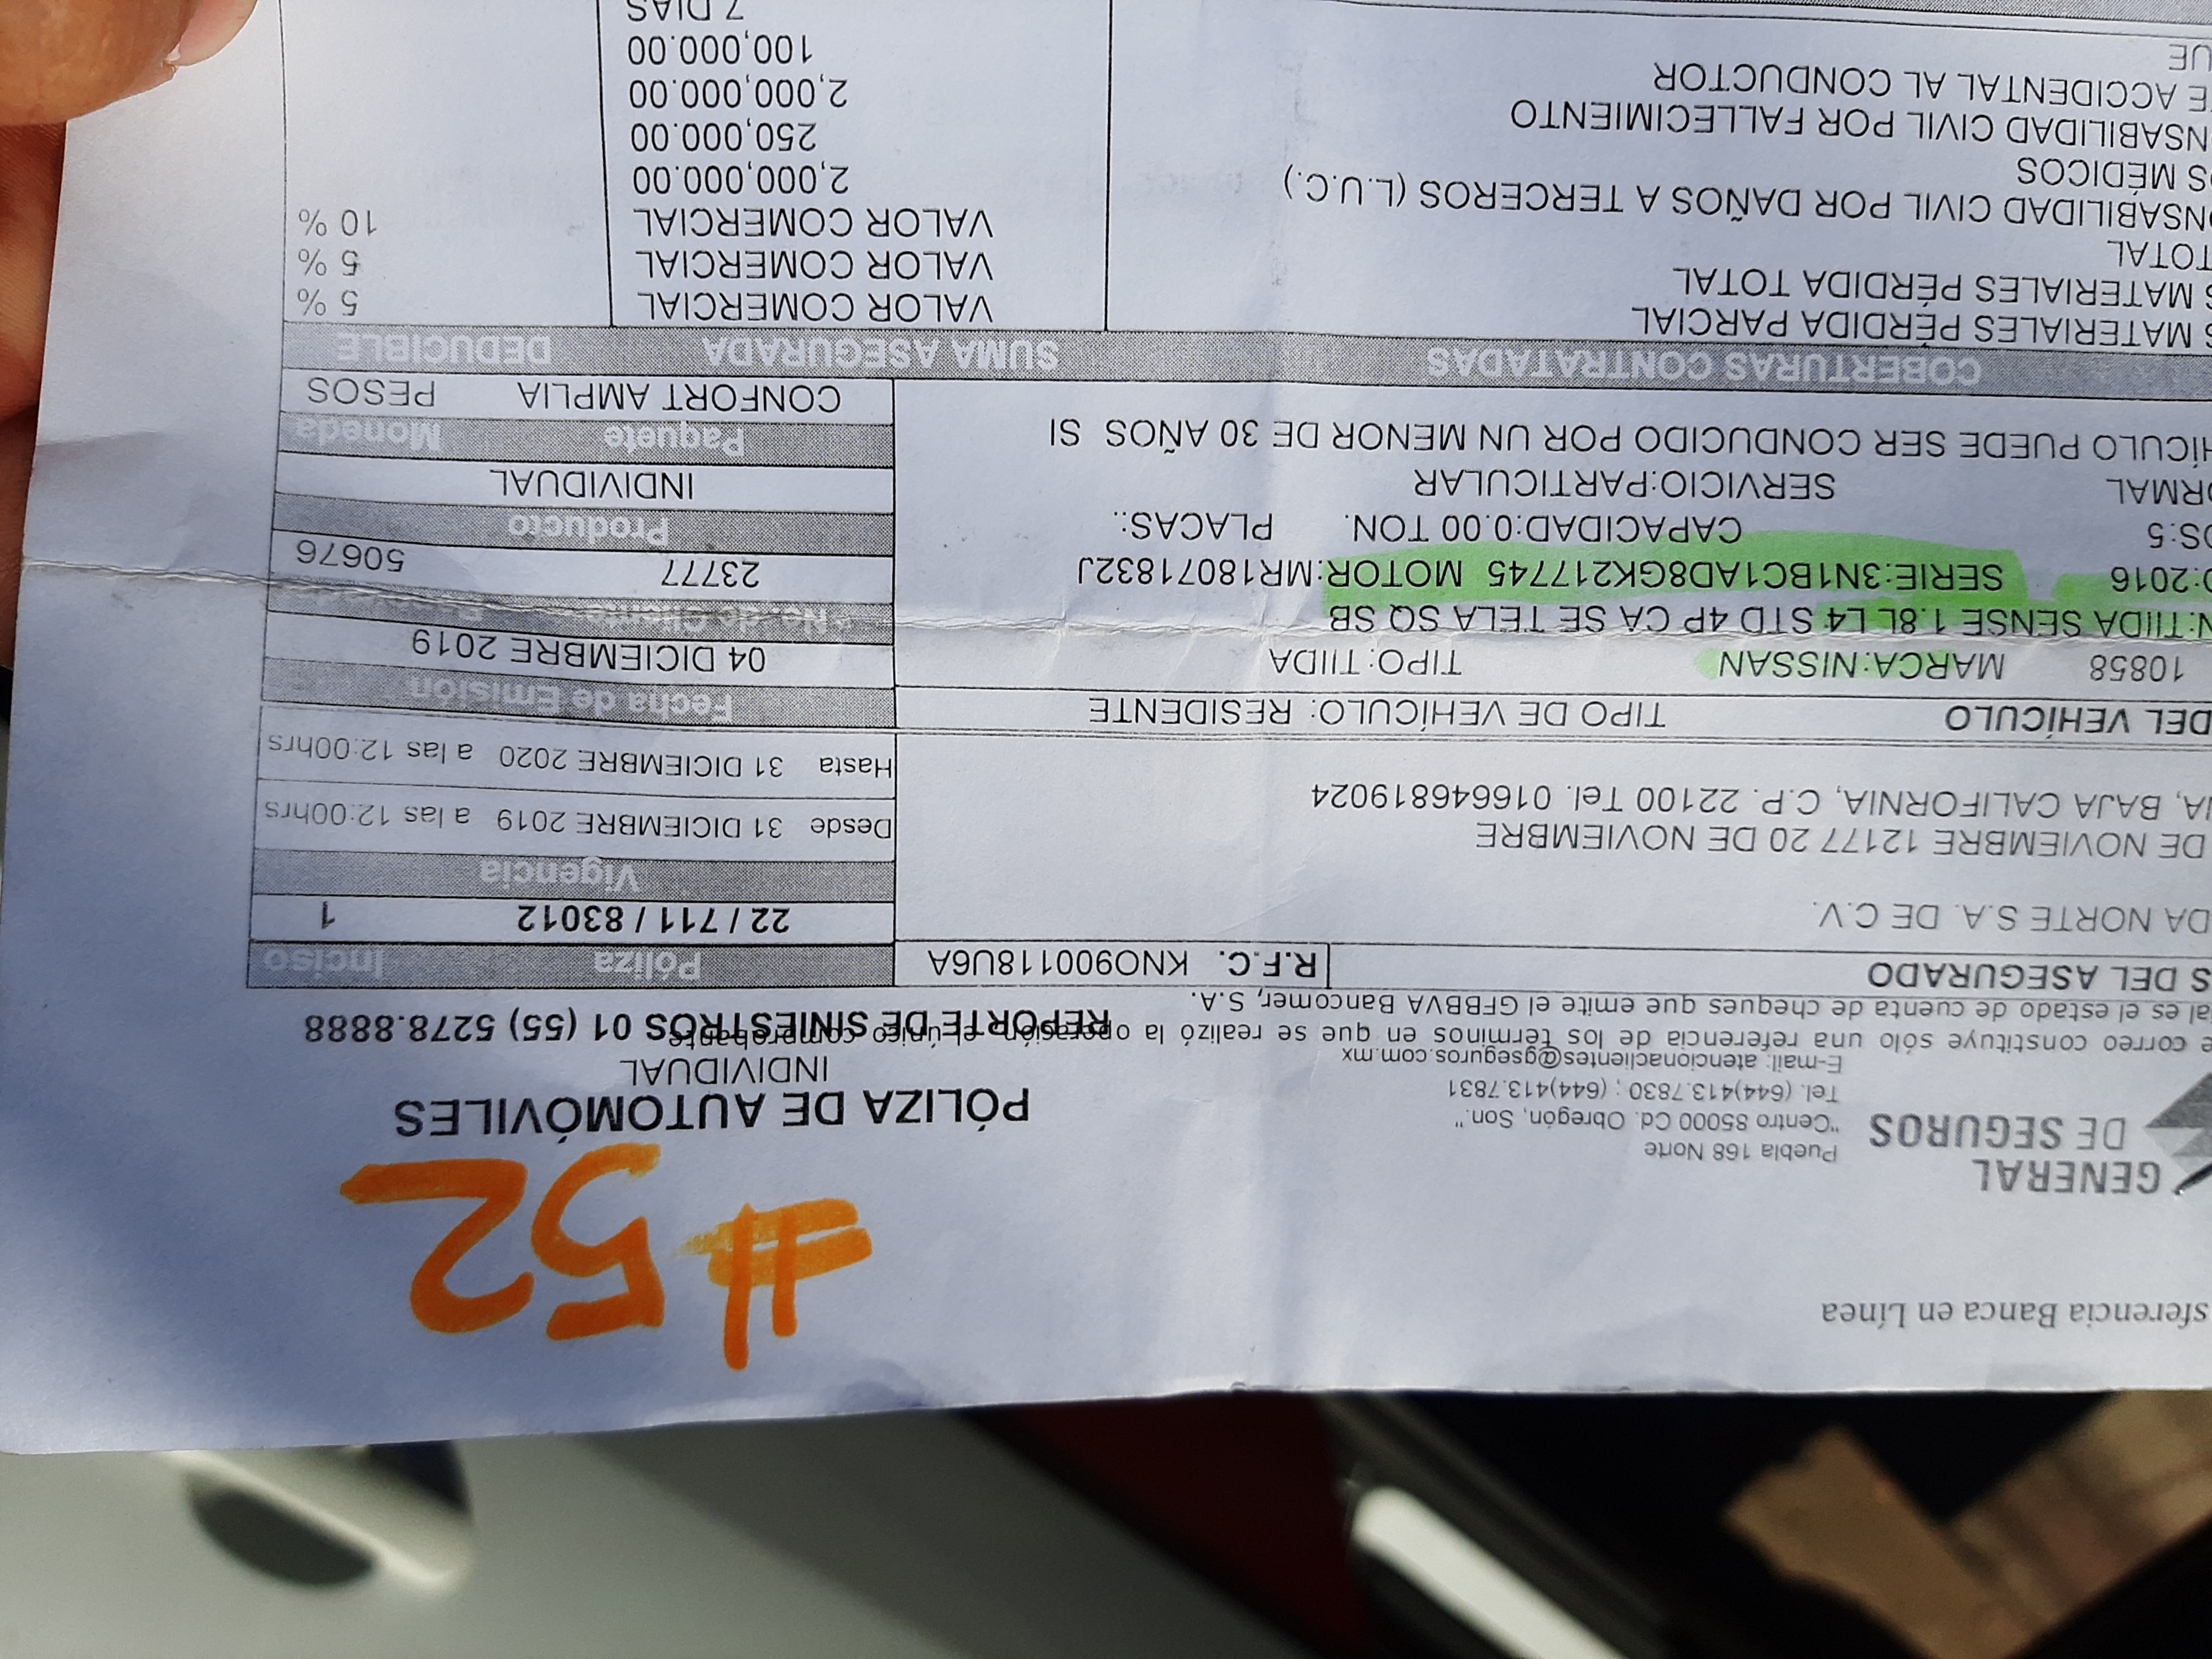 sferencia Banca en Línea
#52
GENERAL
DE SEGUROS
Puebla 168 Norte
"Centro 85000 Cd. Obregón, Son."
Tel. (644)413.7830 ; (644)413.7831
E-mail: atencionaclientes@gseguros.com.mx
PÓLIZA DE AUTOMÓVILES
INDIVIDUAL
REPORTE DE SINIESTROS 01 (55) 5278.8888
correo constituye sólo una referencia de los términos en que se realizó la operación el único comprobante
al es el estado de cuenta de cheques que emite el GFBBVA Bancomer, S.A.
S DEL ASEGURADO
R.F.C. KNO900118U6A
Póliza Inciso
22 / 711 / 83012 1
DA NORTE S.A. DE C.V.
Vigencia
DE NOVIEMBRE 12177 20 DE NOVIEMBRE
Desde 31 DICIEMBRE 2019 a las 12:00hrs
IA, BAJA CALIFORNIA, C.P. 22100 Tel. 016646819024
Hasta 31 DICIEMBRE 2020 a las 12:00hrs
DEL VEHÍCULO TIPO DE VEHÍCULO: RESIDENTE
Fecha de Emisión
10858 MARCA:NISSAN TIPO:TIIDA
04 DICIEMBRE 2019
N:TIIDA SENSE 1.8L L4 STD 4P CA SE TELA SQ SB
No. de Cliente
O:2016 SERIE:3N1BC1AD8GK217745 MOTOR:MR18071832J
23777 50676
OS:5 CAPACIDAD:0.00 TON. PLACAS:.
Producto
RMAL SERVICIO:PARTICULAR
INDIVIDUAL
HÍCULO PUEDE SER CONDUCIDO POR UN MENOR DE 30 AÑOS SI
Paquete Moneda
CONFORT AMPLIA PESOS
COBERTURAS CONTRATADAS SUMA ASEGURADA DEDUCIBLE
S MATERIALES PÉRDIDA PARCIAL VALOR COMERCIAL 5 %
S MATERIALES PÉRDIDA TOTAL VALOR COMERCIAL 5 %
TOTAL VALOR COMERCIAL 10 %
ONSABILIDAD CIVIL POR DAÑOS A TERCEROS (L.U.C.) 2,000,000.00
OS MÉDICOS 250,000.00
ONSABILIDAD CIVIL POR FALLECIMIENTO 2,000,000.00
TE ACCIDENTAL AL CONDUCTOR 100,000.00
UE 7 DIAS